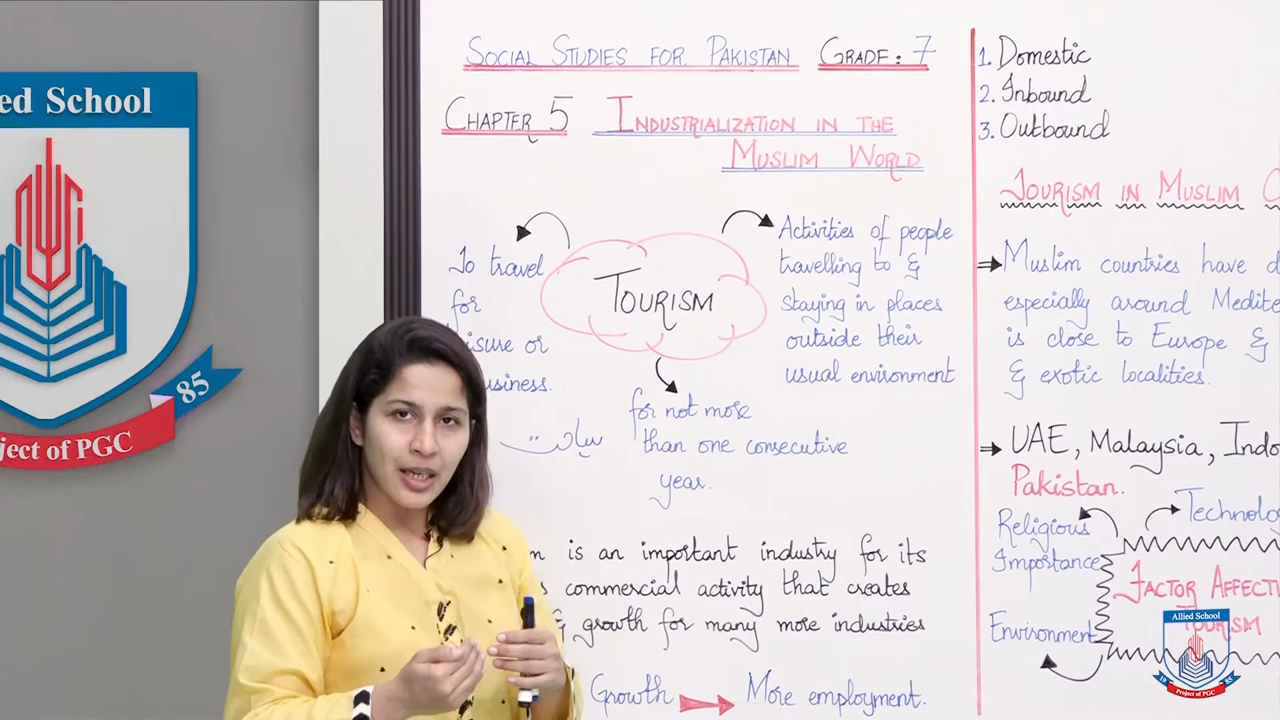 ed School
85
ject of PGC
SOCIAL STUDIES FOR PAKISTAN GRADE: 7
CHAPTER 5 INDUSTRIALIZATION IN THE
MUSLIM WORLD
TOURISM
To travel
for
isure or
usiness.
سیاحت
Activities of people
travelling to &
staying in places
outside their
usual environment
for not more
than one consecutive
year.
m is an important industry for its
s commercial activity that creates
& growth for many more industries
Growth More employment.
1. Domestic
2. Inbound
3. Outbound
TOURISM IN MUSLIM C
Muslim countries have d
especially around Medite
is close to Europe &
& exotic localities.
UAE, Malaysia, Indo
Pakistan.
Religious
Importance
Technolo
Environment
FACTOR AFFECTI
TOURISM
Allied School
19 85
Project of PGC